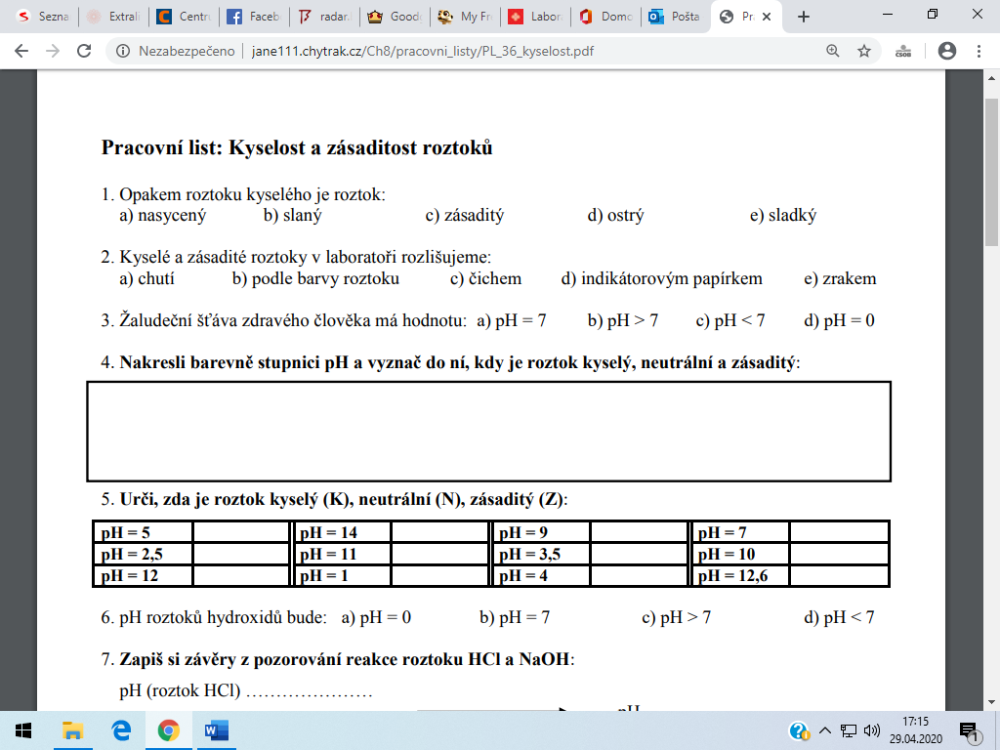 Sezna
Extrali
Centru
Faceb
radar.
Good
My Fr
Labor
Domo
Pošta
Pr
Nezabezpečeno
jane111.chytrak.cz/Ch8/pracovni_listy/PL_36_kyselost.pdf
ČSOB
Pracovní list: Kyselost a zásaditost roztoků
1. Opakem roztoku kyselého je roztok:
a) nasycený b) slaný c) zásaditý d) ostrý e) sladký
2. Kyselé a zásadité roztoky v laboratoři rozlišujeme:
a) chutí b) podle barvy roztoku c) čichem d) indikátorovým papírkem e) zrakem
3. Žaludeční šťáva zdravého člověka má hodnotu: a) pH = 7 b) pH > 7 c) pH < 7 d) pH = 0
4. Nakresli barevně stupnici pH a vyznač do ní, kdy je roztok kyselý, neutrální a zásaditý:
5. Urči, zda je roztok kyselý (K), neutrální (N), zásaditý (Z):
pH = 5 pH = 14 pH = 9 pH = 7
pH = 2,5 pH = 11 pH = 3,5 pH = 10
pH = 12 pH = 1 pH = 4 pH = 12,6
6. pH roztoků hydroxidů bude: a) pH = 0 b) pH = 7 c) pH > 7 d) pH < 7
7. Zapiš si závěry z pozorování reakce roztoku HCl a NaOH:
pH (roztok HCl) …………………
pH
17:15
29.04.2020
1